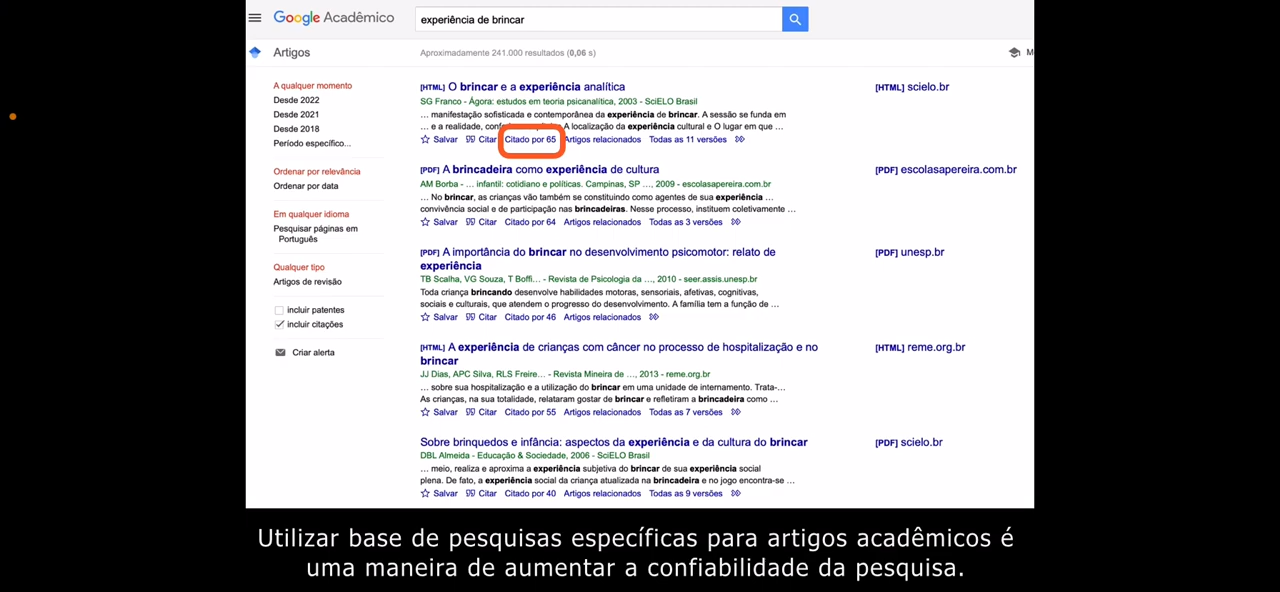 Google Acadêmico
experiência de brincar
Artigos
Aproximadamente 241.000 resultados (0,06 s)
M
A qualquer momento
Desde 2022
Desde 2021
Desde 2018
Período específico...
Ordenar por relevância
Ordenar por data
Em qualquer idioma
Pesquisar páginas em
Português
Qualquer tipo
Artigos de revisão
incluir patentes
incluir citações
Criar alerta
[HTML] O brincar e a experiência analítica
[HTML] scielo.br
SG Franco - Ágora: estudos em teoria psicanalítica, 2003 - SciELO Brasil
... manifestação sofisticada e contemporânea da experiência de brincar. A sessão se funda em
... e a realidade, A localização da experiência cultural e O lugar em que ...
Salvar Citar Citado por 65 Artigos relacionados Todas as 11 versões
[PDF] A brincadeira como experiência de cultura
[PDF] escolasapereira.com.br
AM Borba - ... infantil: cotidiano e políticas. Campinas, SP ..., 2009 - escolasapereira.com.br
... No brincar, as crianças vão também se constituindo como agentes de sua experiência ...
convivência social e de participação nas brincadeiras. Nesse processo, instituem coletivamente ...
Salvar Citar Citado por 64 Artigos relacionados Todas as 3 versões
[PDF] A importância do brincar no desenvolvimento psicomotor: relato de
experiência
[PDF] unesp.br
TB Scalha, VG Souza, T Boffi... - Revista de Psicologia da ..., 2010 - seer.assis.unesp.br
Toda criança brincando desenvolve habilidades motoras, sensoriais, afetivas, cognitivas,
sociais e culturais, que atendem o progresso do desenvolvimento. A família tem a função de ...
Salvar Citar Citado por 46 Artigos relacionados
[HTML] A experiência de crianças com câncer no processo de hospitalização e no
brincar
[HTML] reme.org.br
JJ Dias, APC Silva, RLS Freire... - Revista Mineira de ..., 2013 - reme.org.br
... sobre sua hospitalização e a utilização do brincar em uma unidade de internamento. Trata-...
As crianças, na sua totalidade, relataram gostar de brincar e refletiram a brincadeira como ...
Salvar Citar Citado por 55 Artigos relacionados Todas as 7 versões
Sobre brinquedos e infância: aspectos da experiência e da cultura do brincar
[PDF] scielo.br
DBL Almeida - Educação & Sociedade, 2006 - SciELO Brasil
... meio, realiza e aproxima a experiência subjetiva do brincar de sua experiência social
plena. De fato, a experiência social da criança atualizada na brincadeira e no jogo encontra-se ...
Salvar Citar Citado por 40 Artigos relacionados Todas as 9 versões
Utilizar base de pesquisas específicas para artigos acadêmicos é
uma maneira de aumentar a confiabilidade da pesquisa.